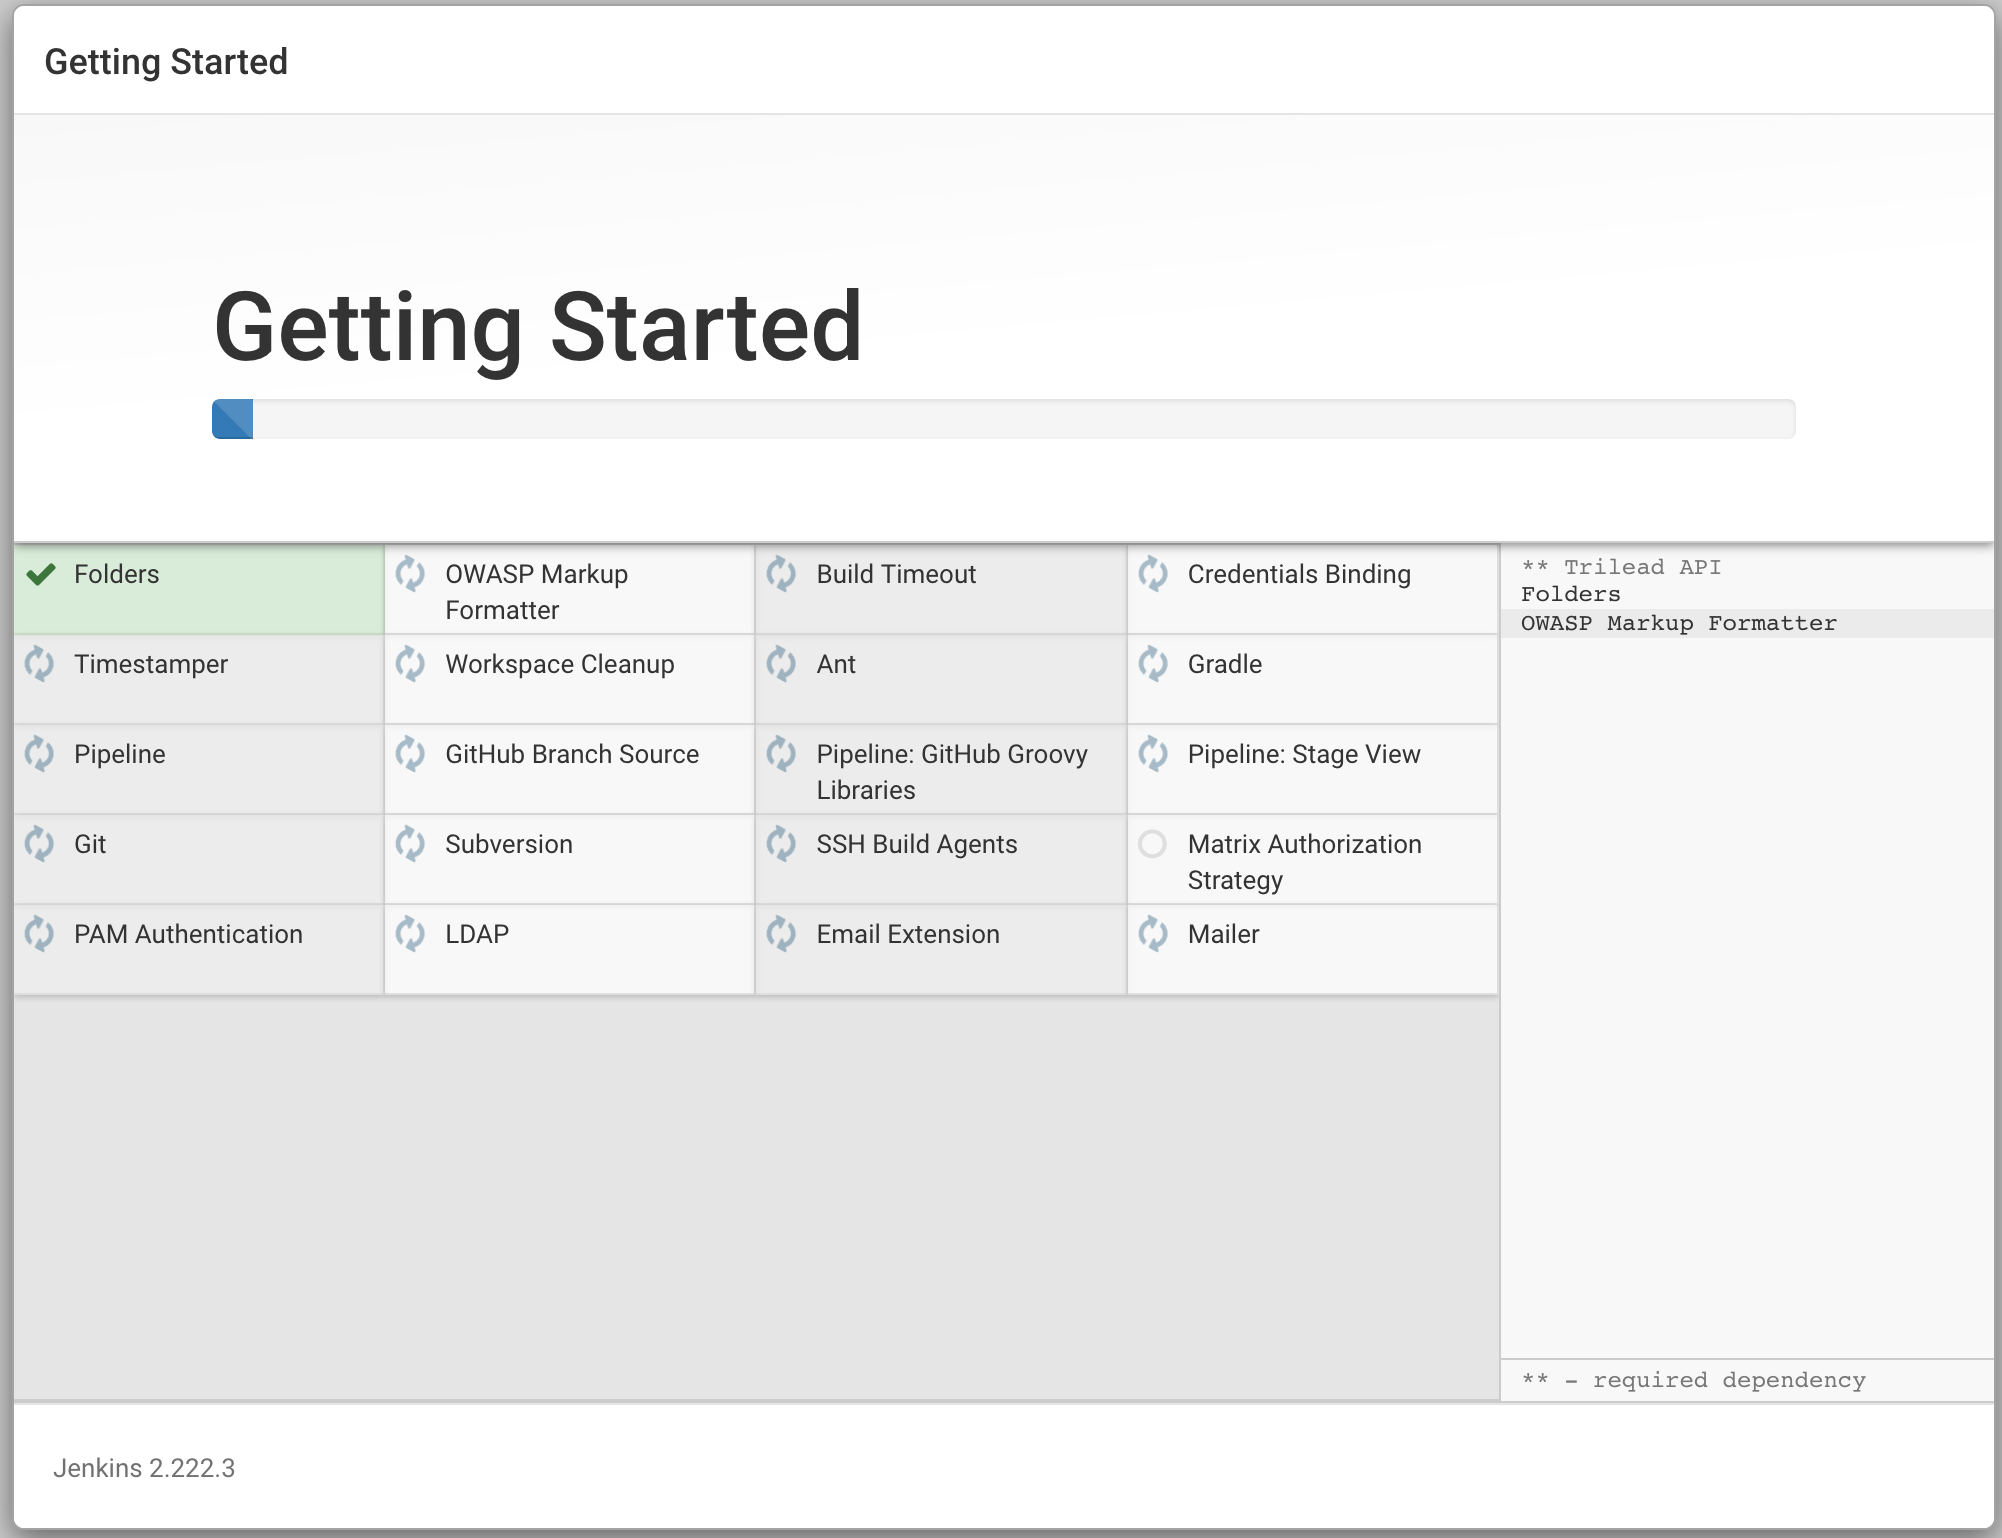 Getting Started
Getting Started
Folders
OWASP Markup
Formatter
Build Timeout
Credentials Binding
Timestamper
Workspace Cleanup
Ant
Gradle
Pipeline
GitHub Branch Source
Pipeline: GitHub Groovy
Libraries
Pipeline: Stage View
Git
Subversion
SSH Build Agents
Matrix Authorization
Strategy
PAM Authentication
LDAP
Email Extension
Mailer
** Trilead API
Folders
OWASP Markup Formatter
** - required dependency
Jenkins 2.222.3